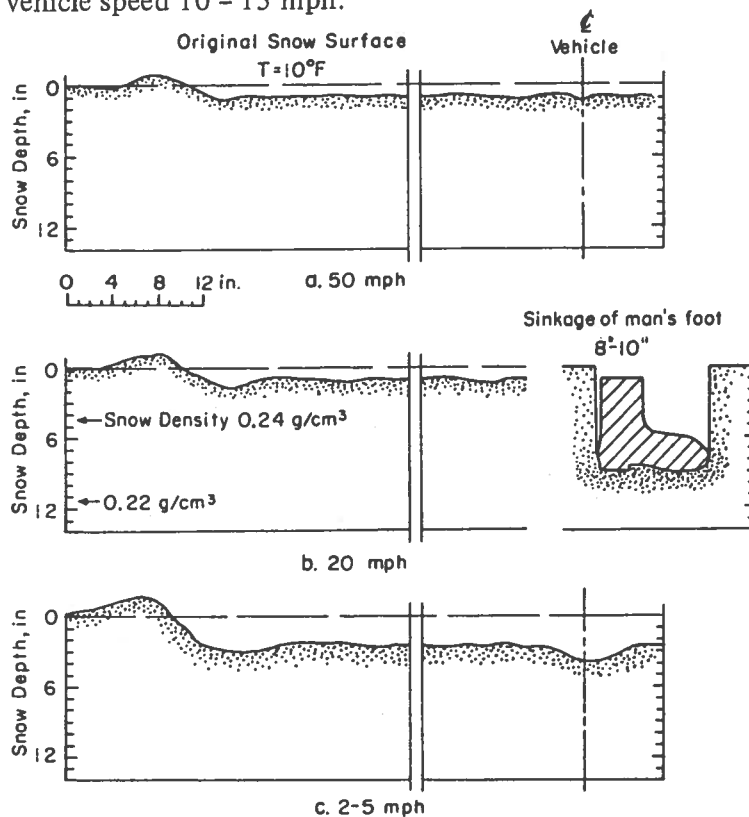 vehicle speed 10 – 15 mph.
Original Snow Surface
T=10°F
℄
Vehicle
Snow Depth, in
0
6
12
0 4 8 12 in.
a. 50 mph
Sinkage of man's foot
8"-10"
Snow Depth, in
0
6
12
←Snow Density 0.24 g/cm³
←0.22 g/cm³
b. 20 mph
Snow Depth, in
0
6
12
c. 2-5 mph